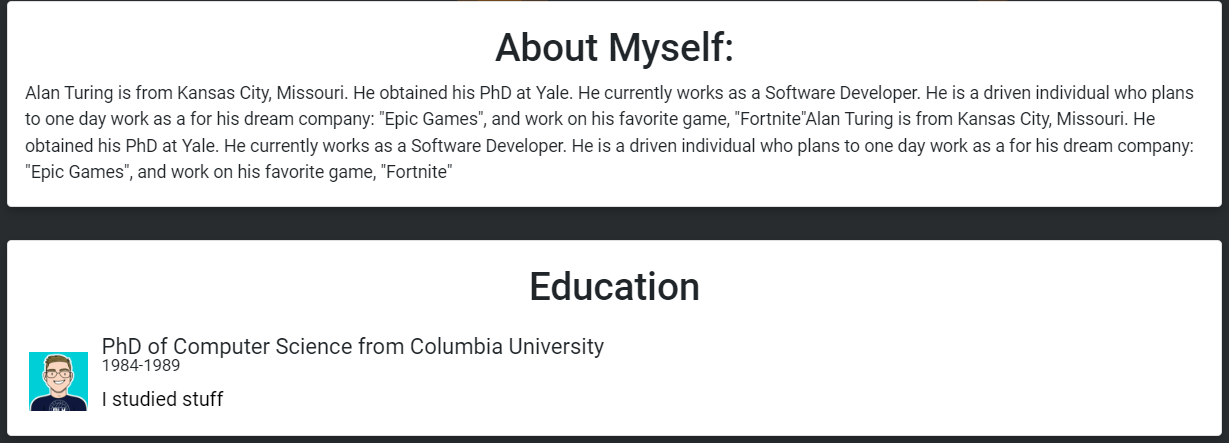 About Myself:
Alan Turing is from Kansas City, Missouri. He obtained his PhD at Yale. He currently works as a Software Developer. He is a driven individual who plans
to one day work as a for his dream company: "Epic Games", and work on his favorite game, "Fortnite"Alan Turing is from Kansas City, Missouri. He
obtained his PhD at Yale. He currently works as a Software Developer. He is a driven individual who plans to one day work as a for his dream company:
"Epic Games", and work on his favorite game, "Fortnite"
Education
PhD of Computer Science from Columbia University
1984-1989
I studied stuff